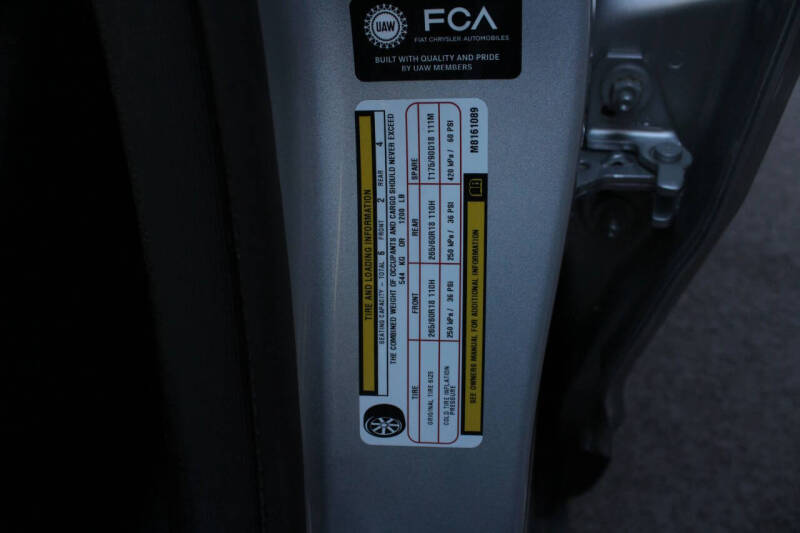 UAW
FCA
FIAT CHRYSLER AUTOMOBILES
BUILT WITH QUALITY AND PRIDE
BY UAW MEMBERS
TIRE AND LOADING INFORMATION
SEATING CAPACITY - TOTAL 6 FRONT 2 REAR 4
THE COMBINED WEIGHT OF OCCUPANTS AND CARGO SHOULD NEVER EXCEED
544 KG OR 1200 LB
TIRE FRONT REAR SPARE
ORIGINAL TIRE SIZE 265/60R18 110H 265/60R18 110H T175/90D18 111M
COLD TIRE INFLATION PRESSURE 250 kPa / 36 PSI 250 kPa / 36 PSI 420 kPa / 60 PSI
SEE OWNERS MANUAL FOR ADDITIONAL INFORMATION
M8161089